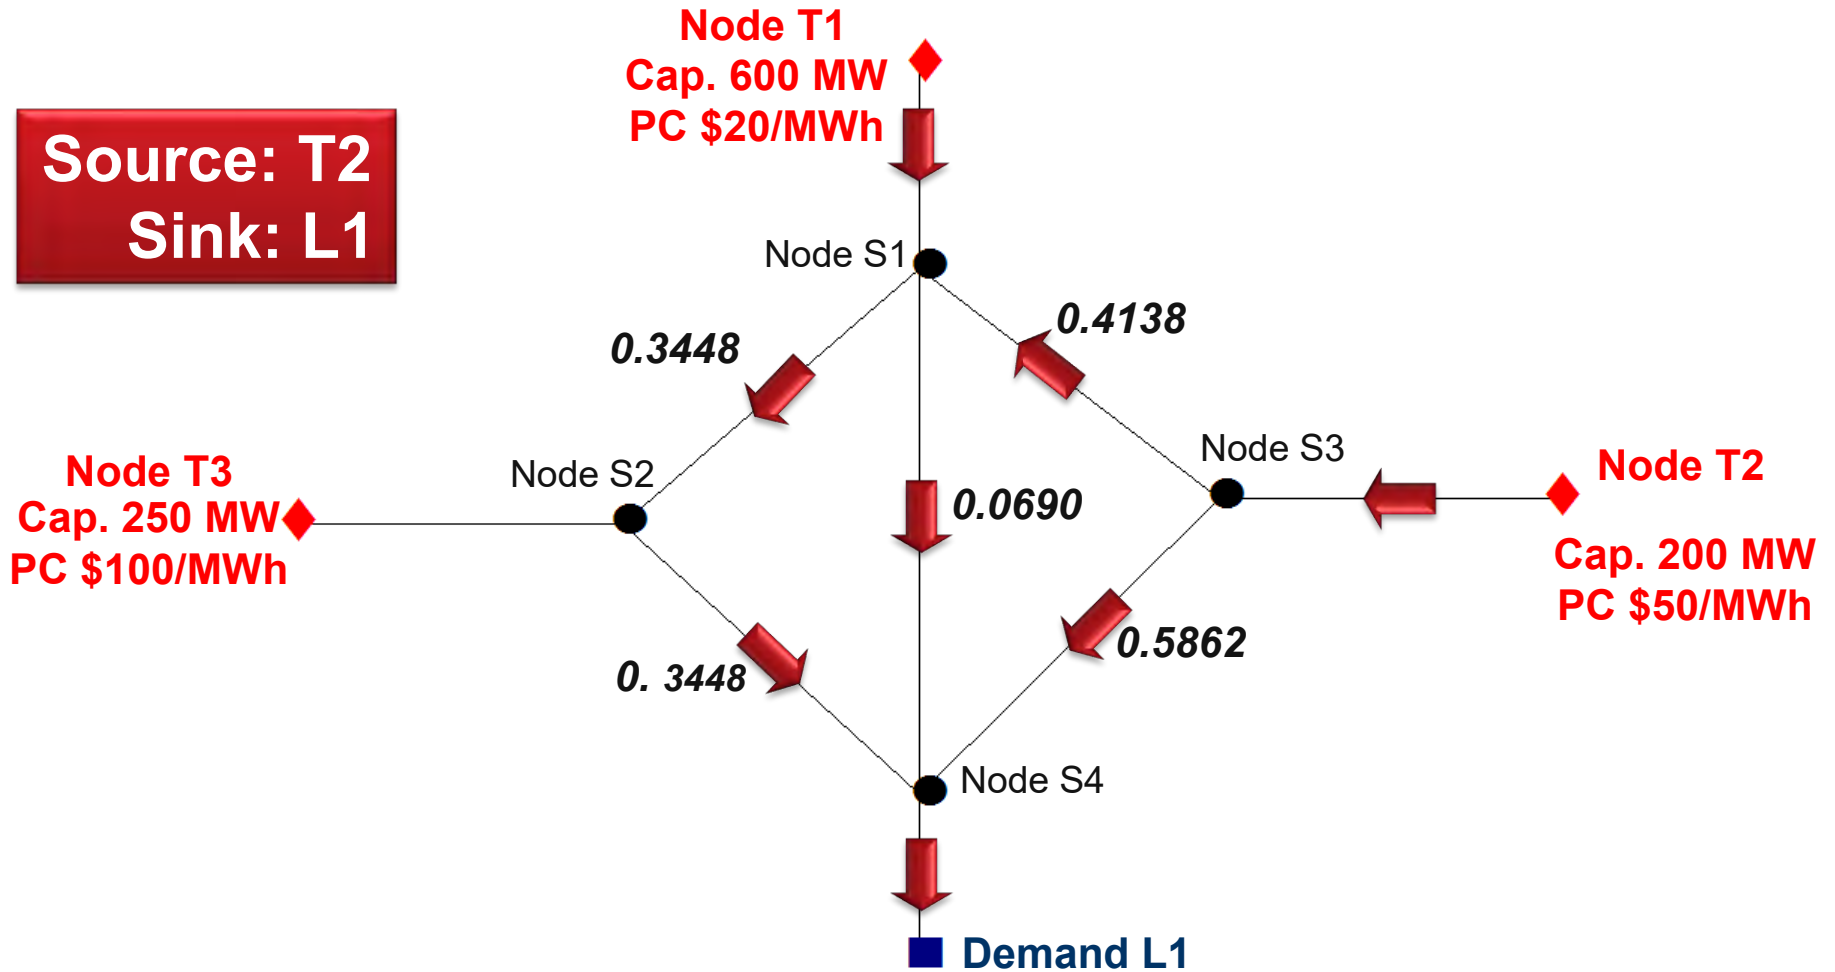 Node T1
Cap. 600 MW
PC $20/MWh
Source: T2
Sink: L1
Node S1
0.4138
0.3448
Node S3
Node T2
Node T3
Cap. 250 MW
PC $100/MWh
Node S2
0.0690
Cap. 200 MW
PC $50/MWh
0.5862
0. 3448
Node S4
Demand L1